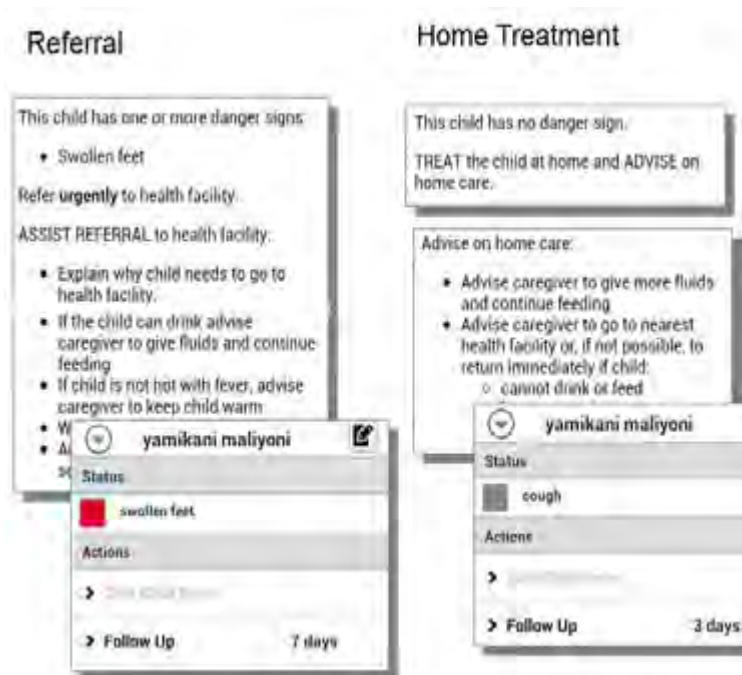 Referral
This child has one or more danger signs
• Swollen feet
Refer urgently to health facility.
ASSIST REFERRAL to health facility.
• Explain why child needs to go to
health facility.
• If the child can drink advise
caregiver to give fluids and continue
feeding
• If child is not hot with fever, advise
caregiver to keep child warm
yamikani maliyoni
Status
swollen feet
Actions
Follow Up 7 days
Home Treatment
This child has no danger sign.
TREAT the child at home and ADVISE on
home care.
Advise on home care:
• Advise caregiver to give more fluids
and continue feeding
• Advise caregiver to go to nearest
health facility or, if not possible, to
return immediately if child:
○ cannot drink or feed
yamikani maliyoni
Status
cough
Actions
Follow Up 3 days